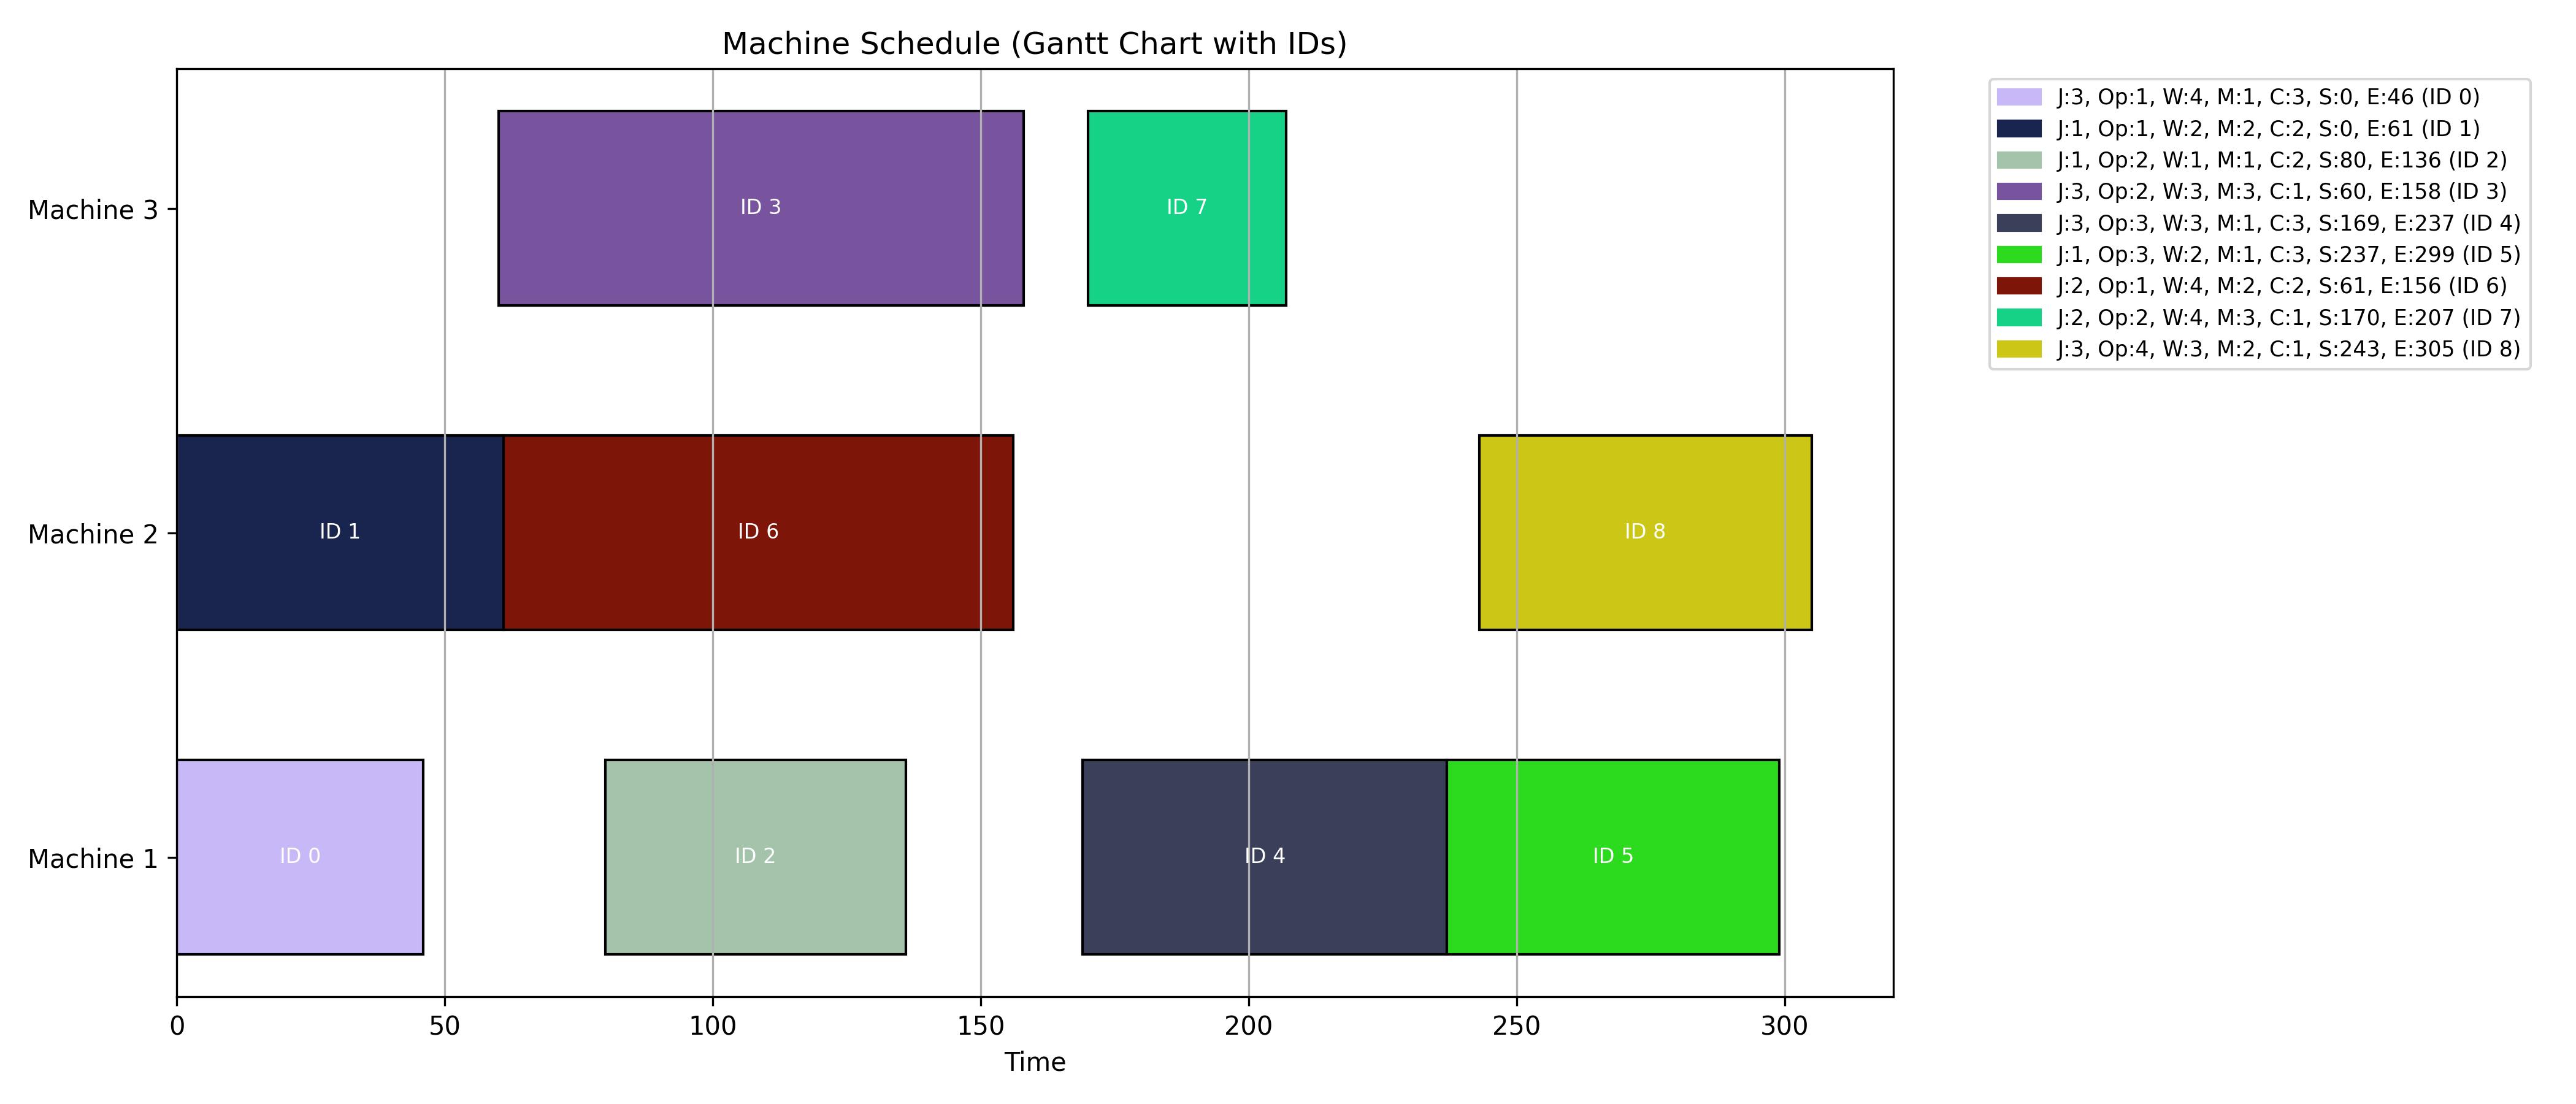 Machine Schedule (Gantt Chart with IDs)
J:3, Op:1, W:4, M:1, C:3, S:0, E:46 (ID 0)
J:1, Op:1, W:2, M:2, C:2, S:0, E:61 (ID 1)
J:1, Op:2, W:1, M:1, C:2, S:80, E:136 (ID 2)
J:3, Op:2, W:3, M:3, C:1, S:60, E:158 (ID 3)
J:3, Op:3, W:3, M:1, C:3, S:169, E:237 (ID 4)
J:1, Op:3, W:2, M:1, C:3, S:237, E:299 (ID 5)
J:2, Op:1, W:4, M:2, C:2, S:61, E:156 (ID 6)
J:2, Op:2, W:4, M:3, C:1, S:170, E:207 (ID 7)
J:3, Op:4, W:3, M:2, C:1, S:243, E:305 (ID 8)
Machine 3
ID 3
ID 7
Machine 2
ID 1
ID 6
ID 8
Machine 1
ID 0
ID 2
ID 4
ID 5
0 50 100 150 200 250 300
Time